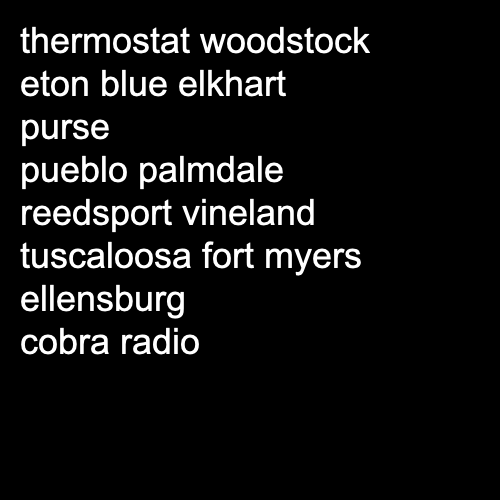 thermostat woodstock
eton blue elkhart
purse
pueblo palmdale
reedsport vineland
tuscaloosa fort myers
ellensburg
cobra radio